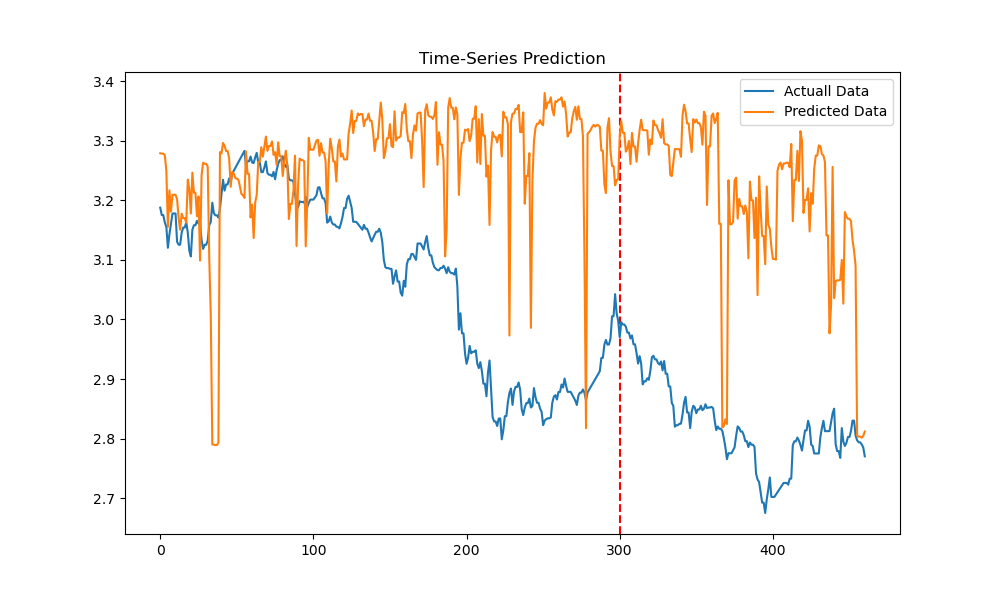 Time-Series Prediction
Actuall Data
Predicted Data
3.4
3.3
3.2
3.1
3.0
2.9
2.8
2.7
0 100 200 300 400